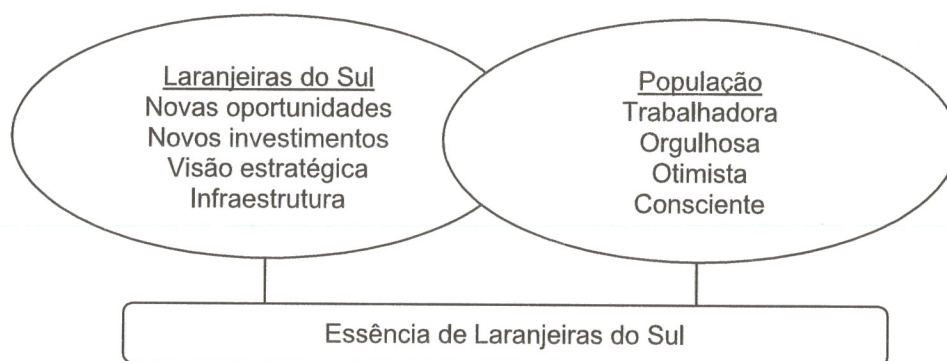 Laranjeiras do Sul
Novas oportunidades
Novos investimentos
Visão estratégica
Infraestrutura
População
Trabalhadora
Orgulhosa
Otimista
Consciente
Essência de Laranjeiras do Sul